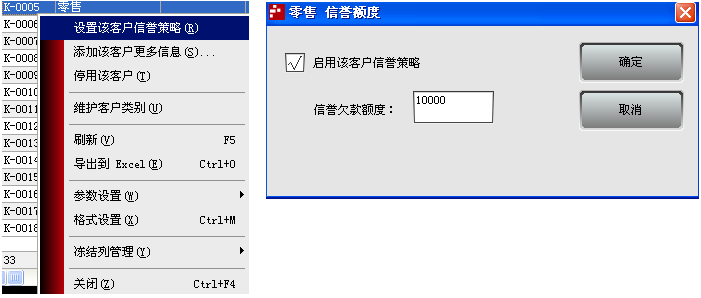 K-0005 零售
K-0006
K-0007
K-0008
K-0009
K-0010
K-0011
K-0012
K-0013
K-0014
K-0015
K-0016
K-0017
K-0018
33
设置该客户信誉策略(R)
添加该客户更多信息(S)...
停用该客户(T)
维护客户类别(U)
刷新(V) F5
导出到 Excel(E) Ctrl+O
参数设置(W)
格式设置(X) Ctrl+M
冻结列管理(Y)
关闭(Z) Ctrl+F4
零售 信誉额度
启用该客户信誉策略
信誉欠款额度：
10000
确定
取消